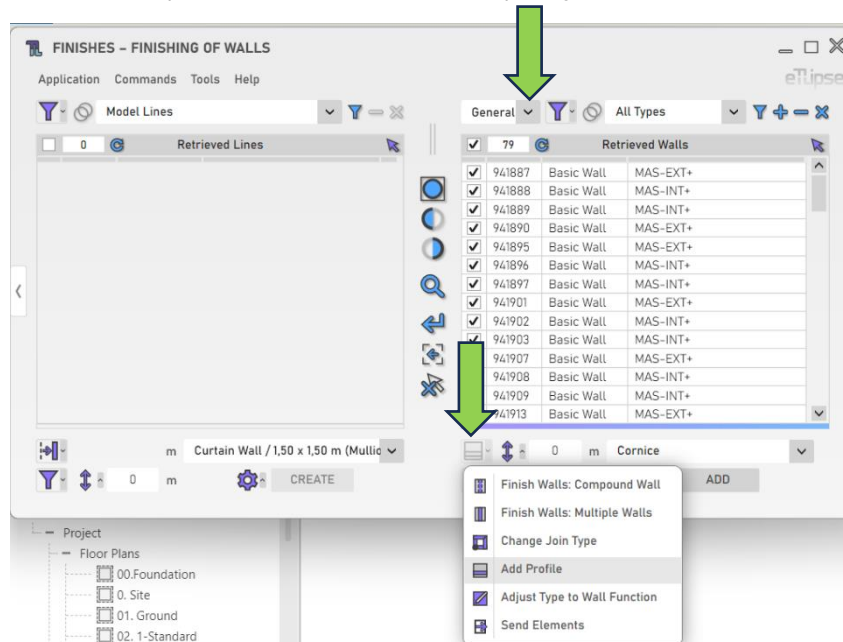 FINISHES – FINISHING OF WALLS
Application Commands Tools Help
eTlipse
Model Lines
General
All Types
0 Retrieved Lines
79 Retrieved Walls
941887 Basic Wall MAS-EXT+
941888 Basic Wall MAS-INT+
941889 Basic Wall MAS-INT+
941890 Basic Wall MAS-EXT+
941895 Basic Wall MAS-EXT+
941896 Basic Wall MAS-INT+
941897 Basic Wall MAS-INT+
941901 Basic Wall MAS-EXT+
941902 Basic Wall MAS-INT+
941903 Basic Wall MAS-INT+
941907 Basic Wall MAS-EXT+
941908 Basic Wall MAS-INT+
941909 Basic Wall MAS-INT+
941913 Basic Wall MAS-EXT+
m Curtain Wall / 1,50 x 1,50 m (Mullic
0 m Cornice
0 m CREATE
ADD
Finish Walls: Compound Wall
Finish Walls: Multiple Walls
Change Join Type
Add Profile
Adjust Type to Wall Function
Send Elements
Project
Floor Plans
00.Foundation
0. Site
01. Ground
02. 1-Standard